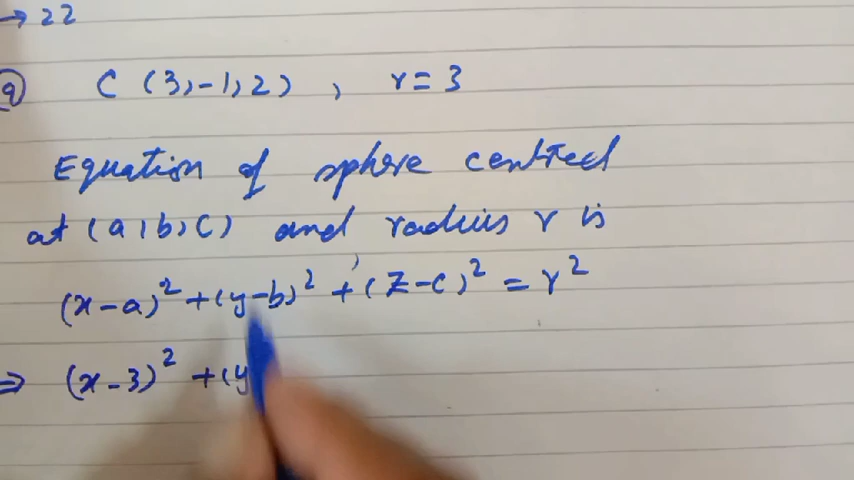 → 22
(9) C (3,-1,2) , r = 3
Equation of sphere centred
at (a,b,c) and radius r is
(x-a)² + (y-b)² + (z-c)² = r²
⇒ (x-3)² + (y